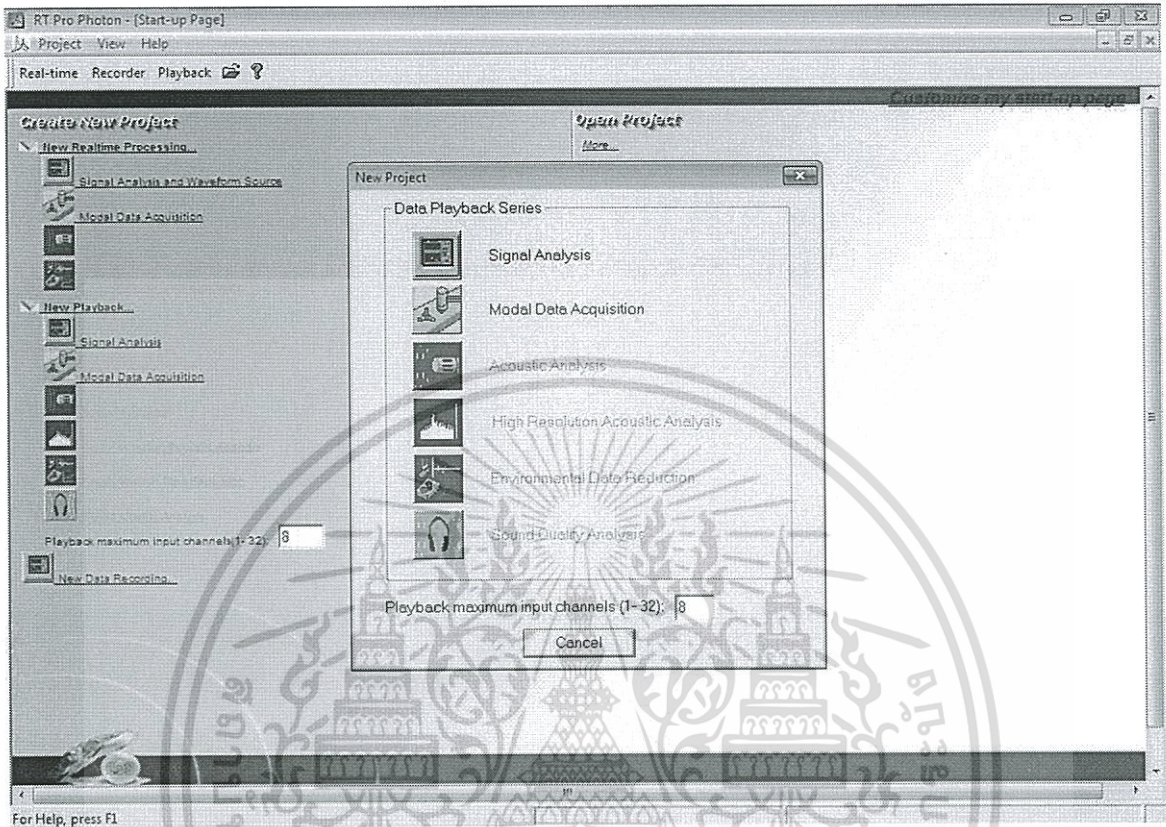 RT Pro Photon - [Start-up Page]
Project View Help
Real-time Recorder Playback
Customize my start-up page
Create New Project
New Realtime Processing...
Signal Analysis and Waveform Source
Modal Data Acquisition
New Playback...
Signal Analysis
Modal Data Acquisition
Playback maximum input channels(1-32): 8
New Data Recording...
Open Project
More...
New Project
Data Playback Series
Signal Analysis
Modal Data Acquisition
Acoustic Analysis
High Resolution Acoustic Analysis
Environmental Data Reduction
Sound Quality Analysis
Playback maximum input channels (1-32): 8
Cancel
For Help, press F1